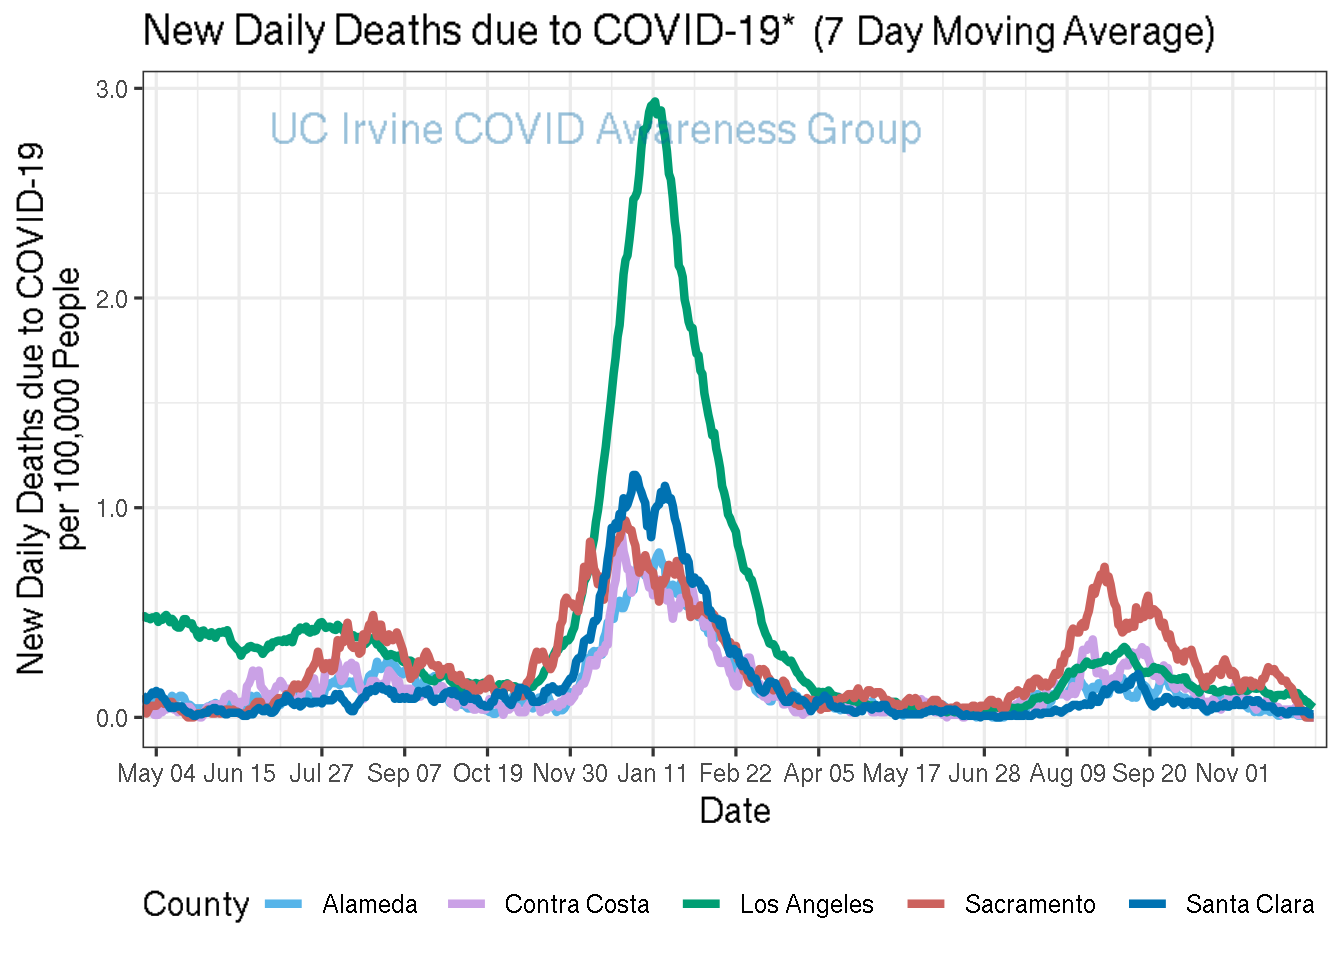 New Daily Deaths due to COVID-19* (7 Day Moving Average)
UC Irvine COVID Awareness Group
New Daily Deaths due to COVID-19
per 100,000 People
3.0
2.0
1.0
0.0
May 04 Jun 15 Jul 27 Sep 07 Oct 19 Nov 30 Jan 11 Feb 22 Apr 05 May 17 Jun 28 Aug 09 Sep 20 Nov 01
Date
County Alameda Contra Costa Los Angeles Sacramento Santa Clara